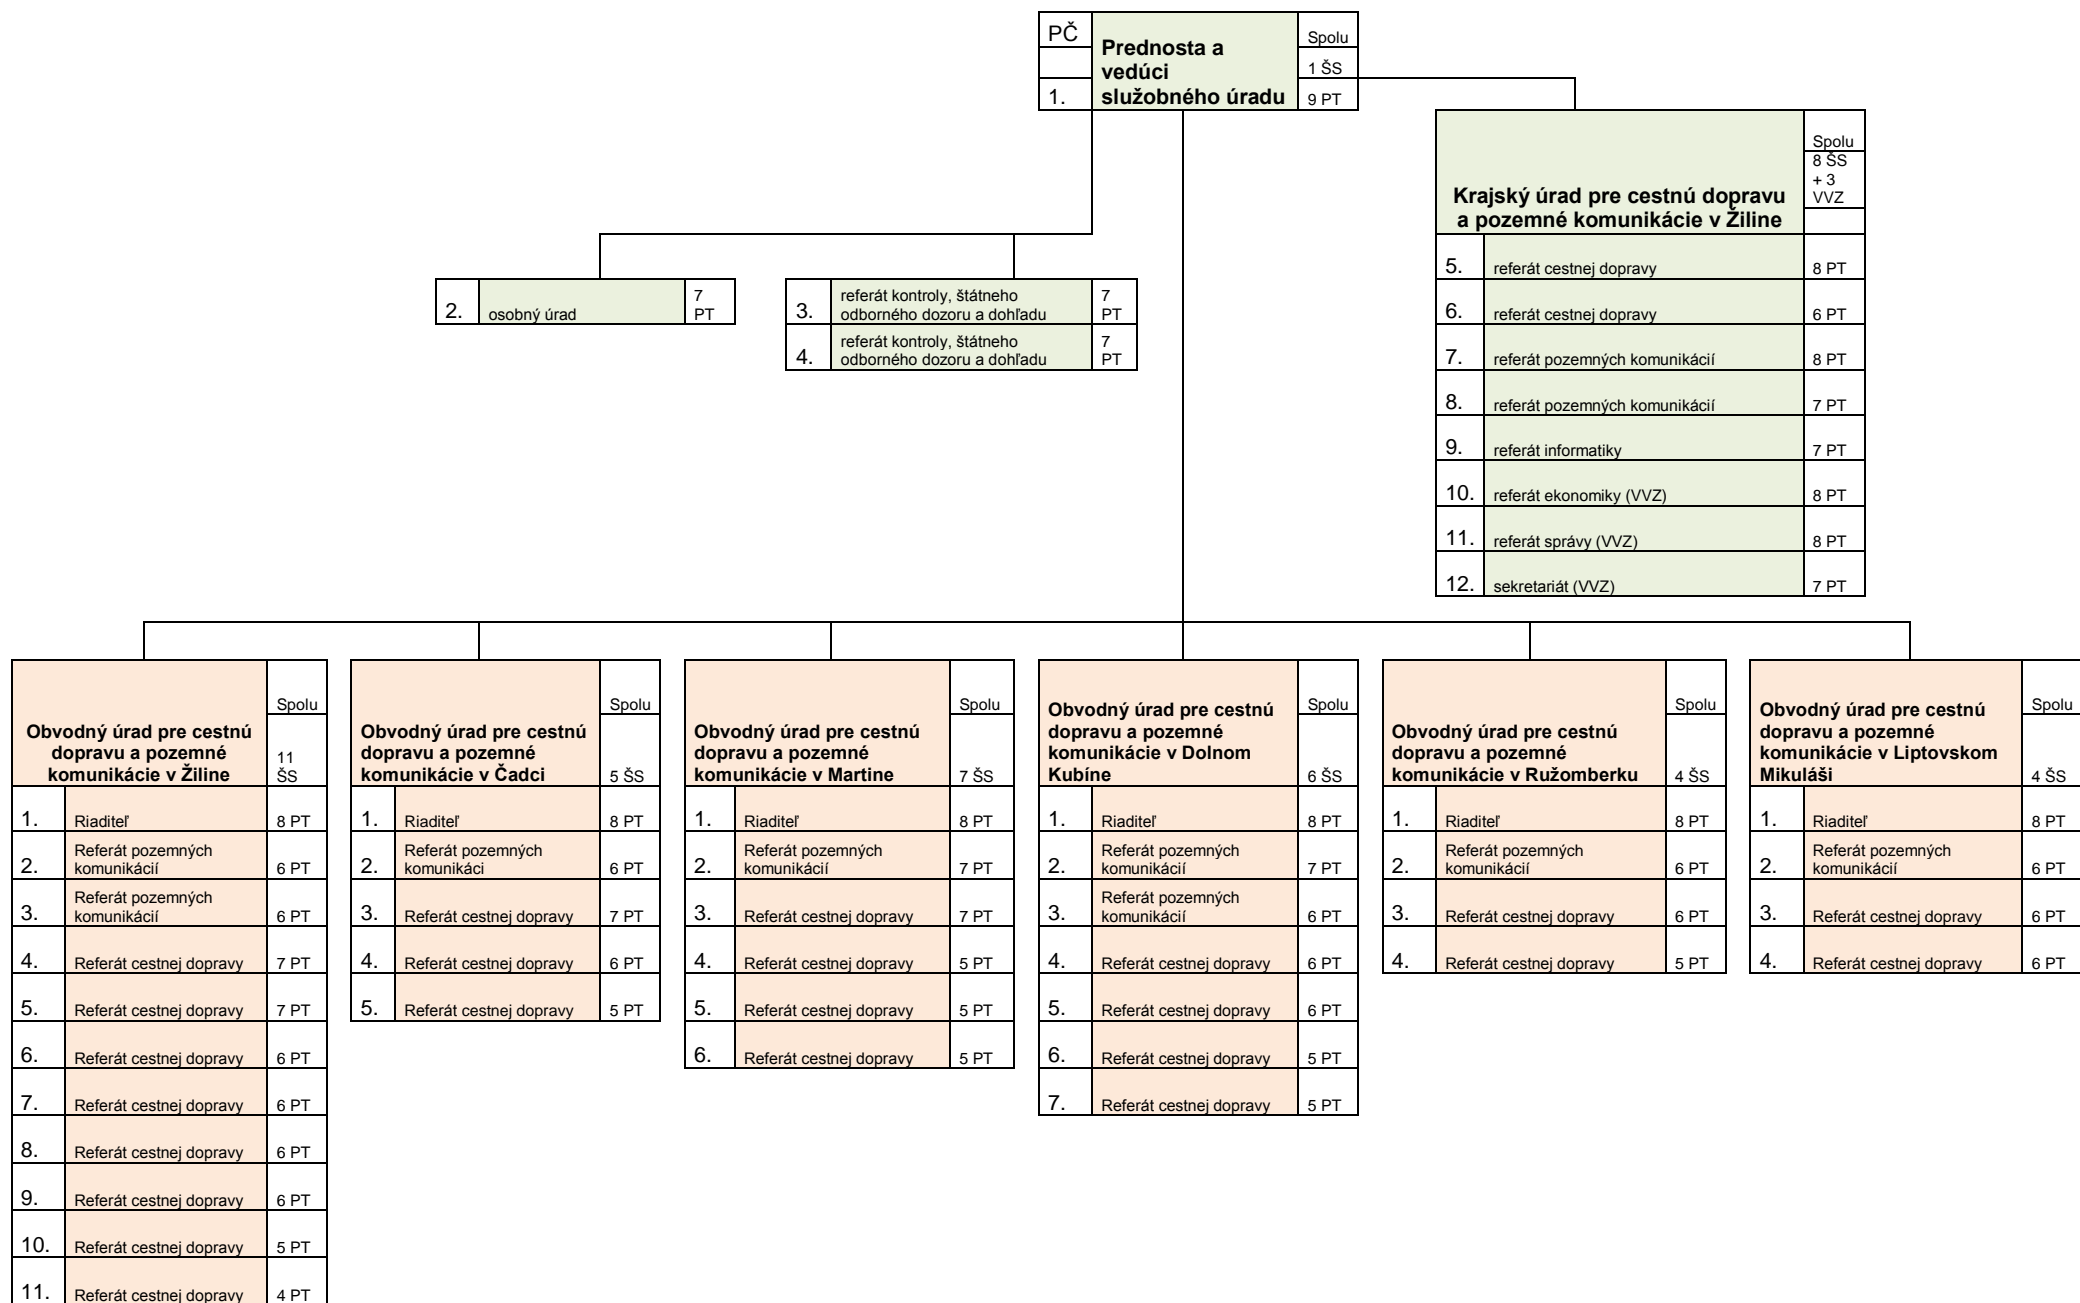 PČ
Prednosta a
vedúci
služobného úradu
Spolu
1 ŠS
1.
9 PT
Krajský úrad pre cestnú dopravu
a pozemné komunikácie v Žiline
Spolu
8 ŠS
+ 3
VVZ
5. referát cestnej dopravy 8 PT
6. referát cestnej dopravy 6 PT
7. referát pozemných komunikácií 8 PT
8. referát pozemných komunikácií 7 PT
9. referát informatiky 7 PT
10. referát ekonomiky (VVZ) 8 PT
11. referát správy (VVZ) 8 PT
12. sekretariát (VVZ) 7 PT
2. osobný úrad 7
PT
3. referát kontroly, štátneho
odborného dozoru a dohľadu
7
PT
4. referát kontroly, štátneho
odborného dozoru a dohľadu
7
PT
Obvodný úrad pre cestnú
dopravu a pozemné
komunikácie v Žiline
Spolu
11
ŠS
1. Riaditeľ 8 PT
2. Referát pozemných
komunikácií 6 PT
3. Referát pozemných
komunikácií 6 PT
4. Referát cestnej dopravy 7 PT
5. Referát cestnej dopravy 7 PT
6. Referát cestnej dopravy 6 PT
7. Referát cestnej dopravy 6 PT
8. Referát cestnej dopravy 6 PT
9. Referát cestnej dopravy 6 PT
10. Referát cestnej dopravy 5 PT
11. Referát cestnej dopravy 4 PT
Obvodný úrad pre cestnú
dopravu a pozemné
komunikácie v Čadci
Spolu
5 ŠS
1. Riaditeľ 8 PT
2. Referát pozemných
komunikáci 6 PT
3. Referát cestnej dopravy 7 PT
4. Referát cestnej dopravy 6 PT
5. Referát cestnej dopravy 5 PT
Obvodný úrad pre cestnú
dopravu a pozemné
komunikácie v Martine
Spolu
7 ŠS
1. Riaditeľ 8 PT
2. Referát pozemných
komunikácií 7 PT
3. Referát cestnej dopravy 7 PT
4. Referát cestnej dopravy 5 PT
5. Referát cestnej dopravy 5 PT
6. Referát cestnej dopravy 5 PT
Obvodný úrad pre cestnú
dopravu a pozemné
komunikácie v Dolnom
Kubíne
Spolu
6 ŠS
1. Riaditeľ 8 PT
2. Referát pozemných
komunikácií 7 PT
3. Referát pozemných
komunikácií 6 PT
4. Referát cestnej dopravy 6 PT
5. Referát cestnej dopravy 6 PT
6. Referát cestnej dopravy 5 PT
7. Referát cestnej dopravy 5 PT
Obvodný úrad pre cestnú
dopravu a pozemné
komunikácie v Ružomberku
Spolu
4 ŠS
1. Riaditeľ 8 PT
2. Referát pozemných
komunikácií 6 PT
3. Referát cestnej dopravy 6 PT
4. Referát cestnej dopravy 5 PT
Obvodný úrad pre cestnú
dopravu a pozemné
komunikácie v Liptovskom
Mikuláši
Spolu
4 ŠS
1. Riaditeľ 8 PT
2. Referát pozemných
komunikácií 6 PT
3. Referát cestnej dopravy 6 PT
4. Referát cestnej dopravy 6 PT